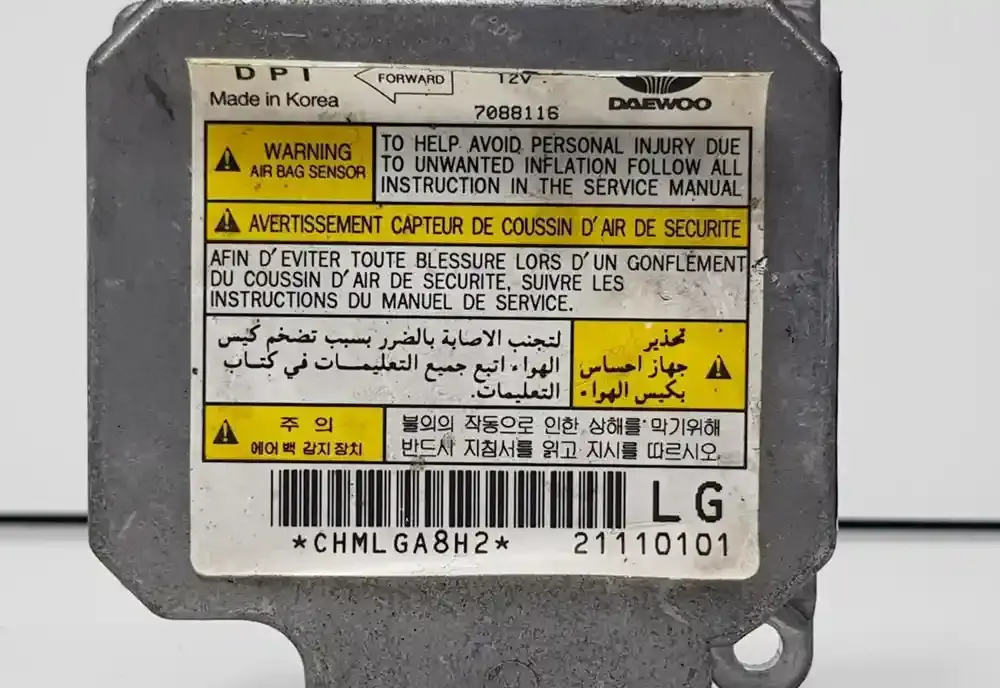 DPI
FORWARD
12V
DAEWOO
Made in Korea
7088116
WARNING
AIR BAG SENSOR
TO HELP AVOID PERSONAL INJURY DUE
TO UNWANTED INFLATION FOLLOW ALL
INSTRUCTION IN THE SERVICE MANUAL
AVERTISSEMENT CAPTEUR DE COUSSIN D'AIR DE SECURITE
AFIN D'EVITER TOUTE BLESSURE LORS D'UN GONFLEMENT
DU COUSSIN D'AIR DE SECURITE, SUIVRE LES
INSTRUCTIONS DU MANUEL DE SERVICE.
تحذير
جهاز احساس
بكيس الهواء
لتجنب الاصابة بالضرر بسبب تضخم كيس
الهواء اتبع جميع التعليمات في كتاب
التعليمات.
주 의
에어백 감지장치
불의의 작동으로 인한 상해를 막기위해
반드시 지침서를 읽고 지시를 따르시오.
LG
*CHMLGA8H2*
21110101